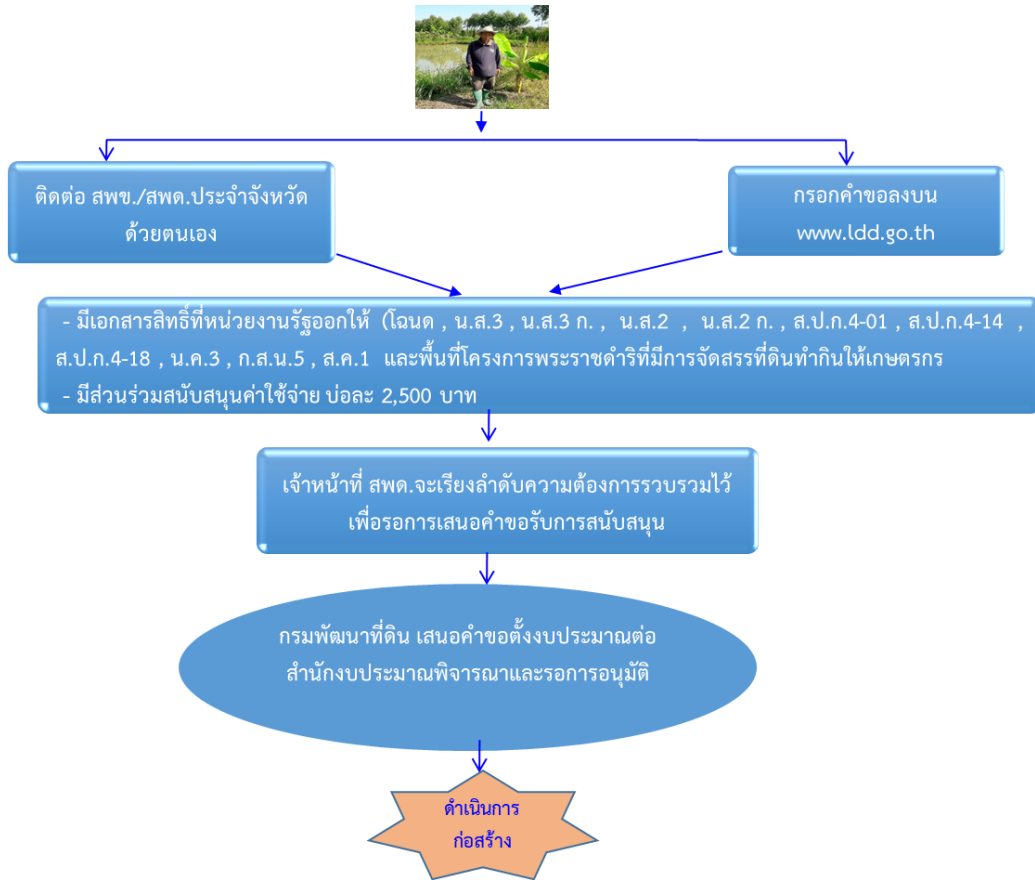 ติดต่อ สพข./สพด.ประจำจังหวัด
ด้วยตนเอง
กรอกคำขอลงบน
www.ldd.go.th
- มีเอกสารสิทธิ์ที่หน่วยงานรัฐออกให้ (โฉนด , น.ส.3 , น.ส.3 ก. , น.ส.2 , น.ส.2 ก. , ส.ป.ก.4-01 , ส.ป.ก.4-14 ,
ส.ป.ก.4-18 , น.ค.3 , ก.ส.น.5 , ส.ค.1 และพื้นที่โครงการพระราชดำริที่มีการจัดสรรที่ดินทำกินให้เกษตรกร
- มีส่วนร่วมสนับสนุนค่าใช้จ่าย บ่อละ 2,500 บาท
เจ้าหน้าที่ สพด.จะเรียงลำดับความต้องการรวบรวมไว้
เพื่อรอการเสนอคำขอรับการสนับสนุน
กรมพัฒนาที่ดิน เสนอคำขอตั้งงบประมาณต่อ
สำนักงบประมาณพิจารณาและรอการอนุมัติ
ดำเนินการ
ก่อสร้าง